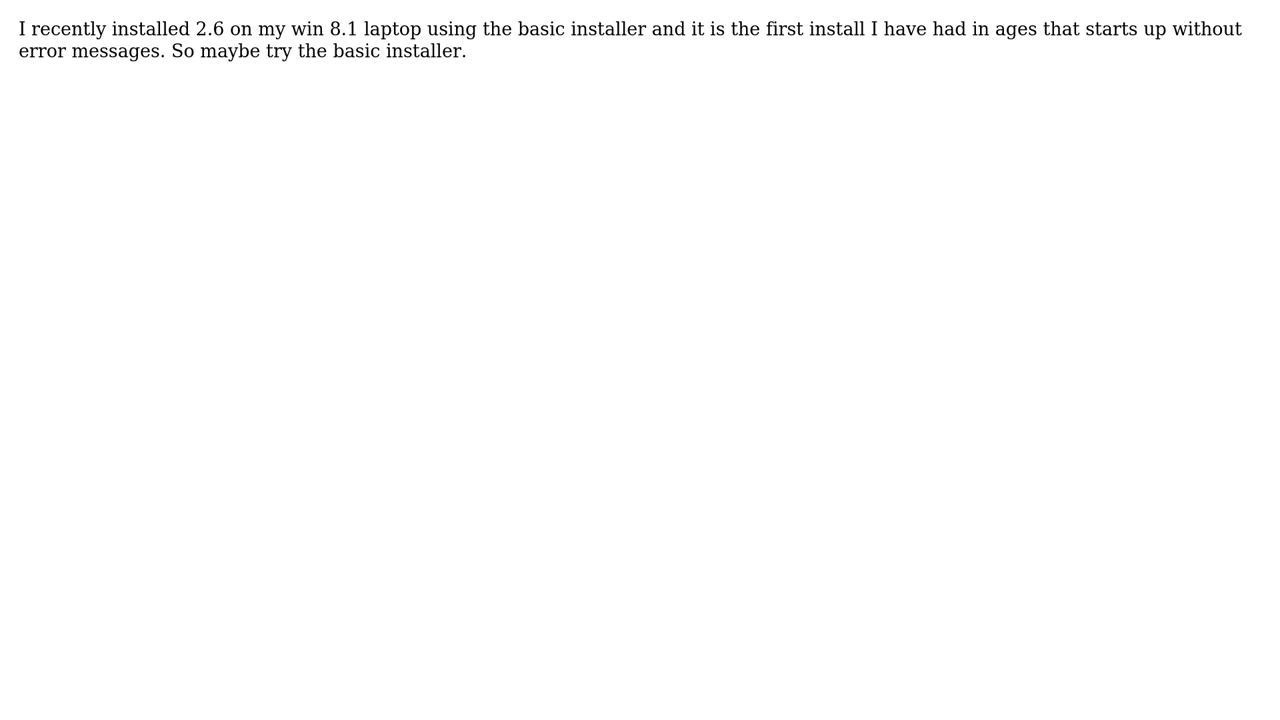 I recently installed 2.6 on my win 8.1 laptop using the basic installer and it is the first install I have had in ages that starts up without
error messages. So maybe try the basic installer.